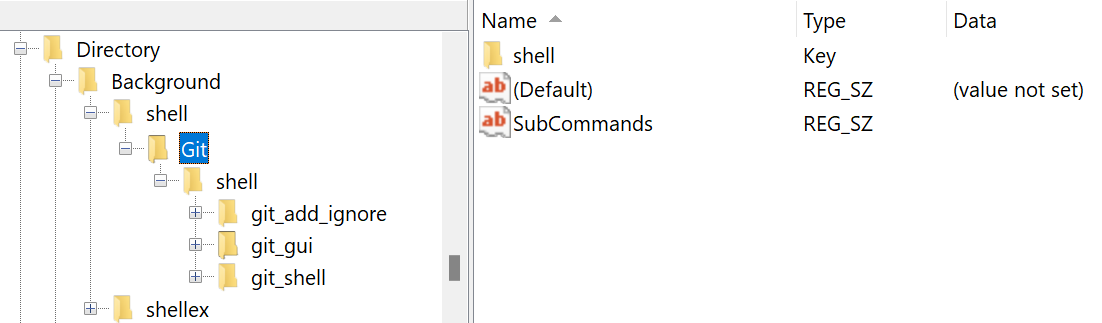 Directory
Background
shell
Git
shell
git_add_ignore
git_gui
git_shell
shellex
Name Type Data
shell Key
ab (Default) REG_SZ (value not set)
ab SubCommands REG_SZ